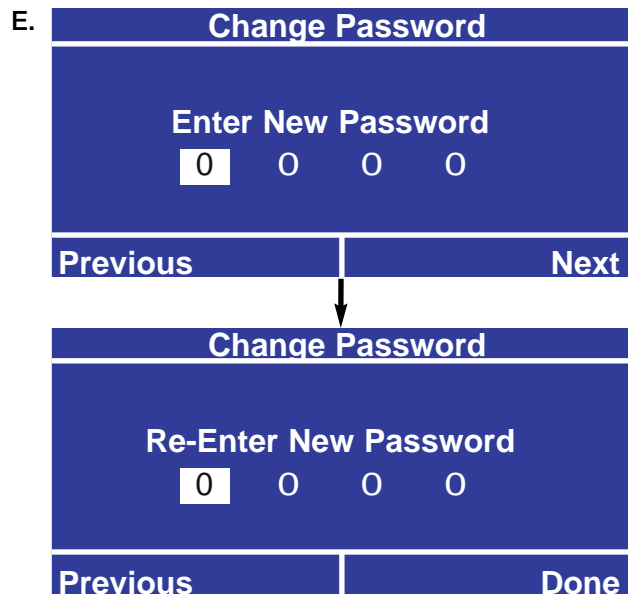 E.
Change Password
Enter New Password
0 0 0 0
Previous Next
Change Password
Re-Enter New Password
0 0 0 0
Previous Done